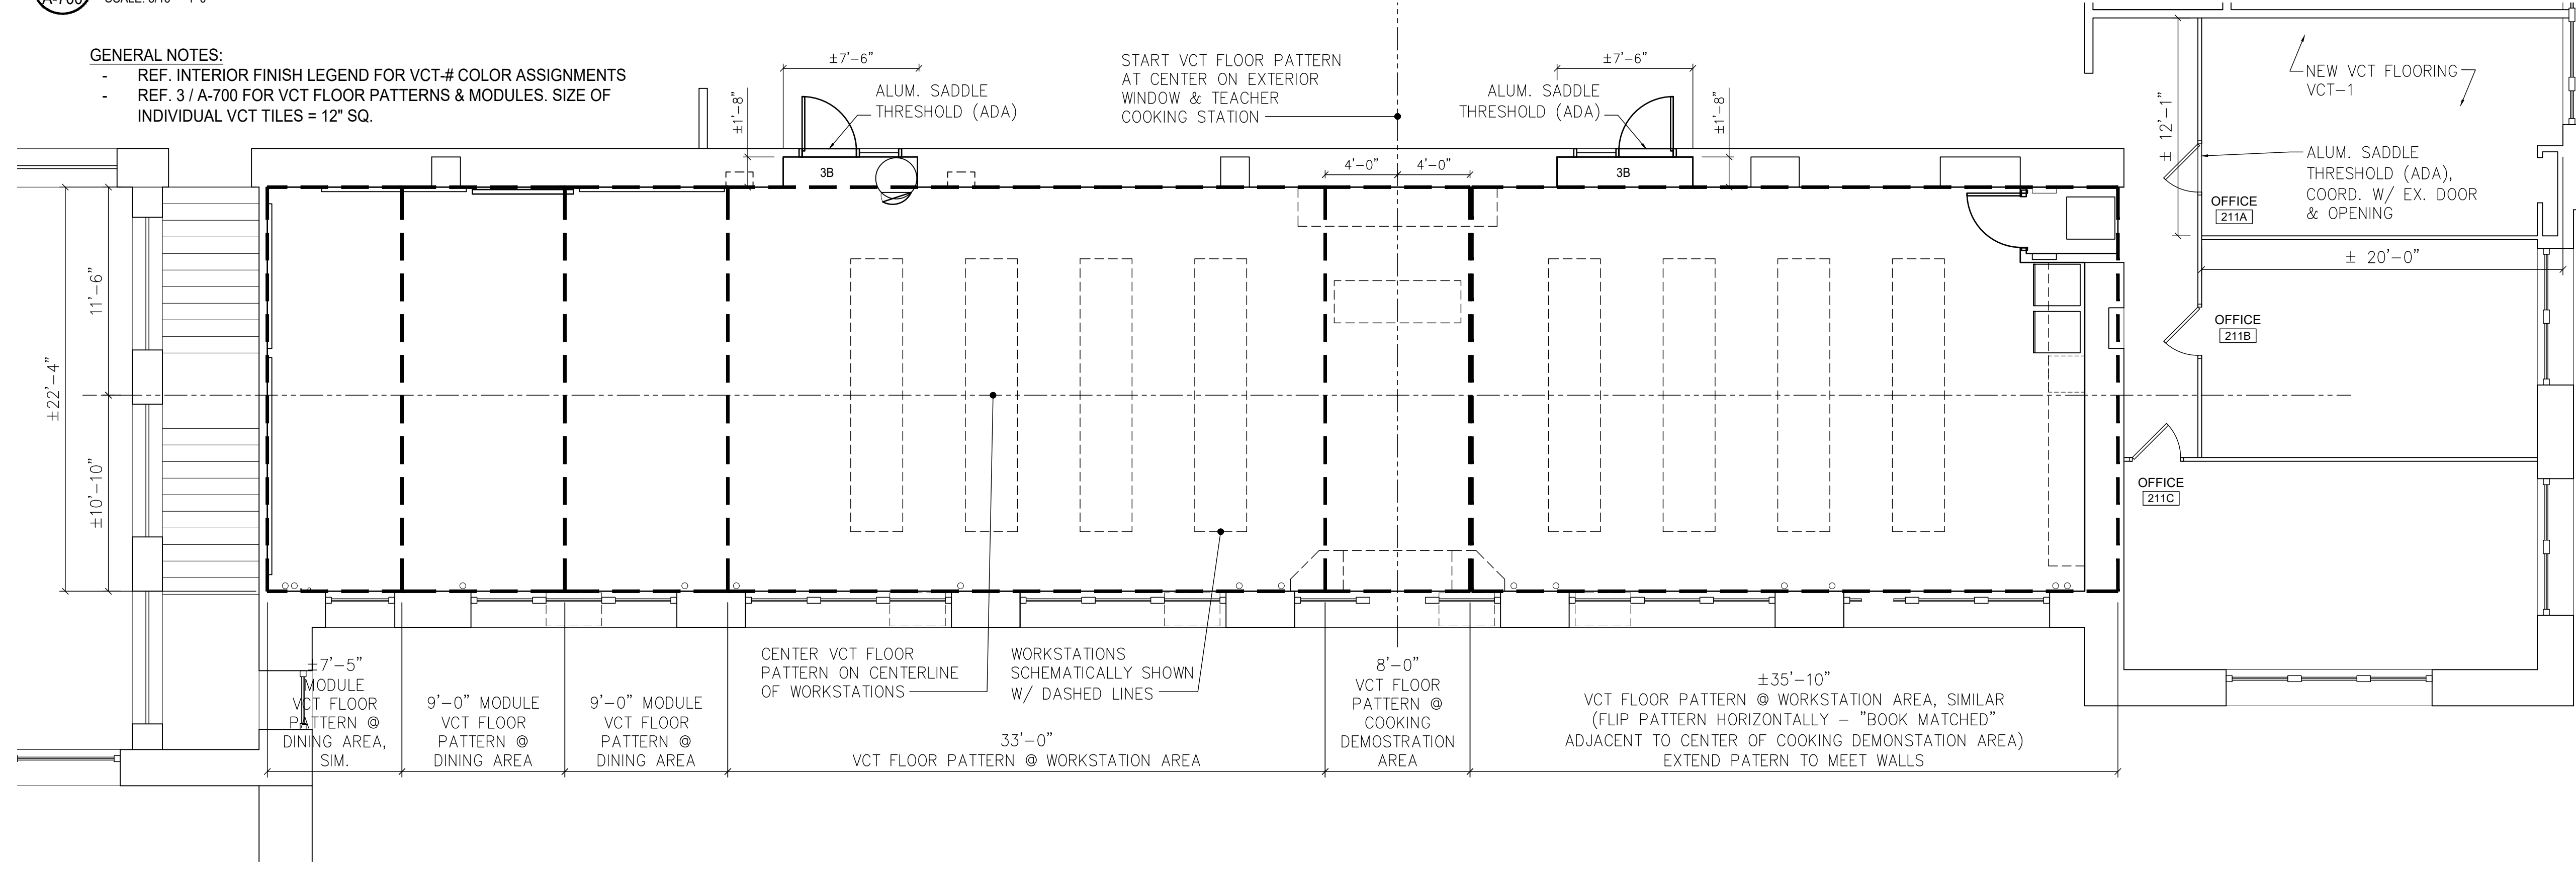 A-700
GENERAL NOTES:
- REF. INTERIOR FINISH LEGEND FOR VCT-# COLOR ASSIGNMENTS
- REF. 3 / A-700 FOR VCT FLOOR PATTERNS & MODULES. SIZE OF
INDIVIDUAL VCT TILES = 12" SQ.
±7'-6"
ALUM. SADDLE
THRESHOLD (ADA)
±1'-8"
3B
START VCT FLOOR PATTERN
AT CENTER ON EXTERIOR
WINDOW & TEACHER
COOKING STATION
4'-0"
4'-0"
±7'-6"
ALUM. SADDLE
THRESHOLD (ADA)
±1'-8"
3B
NEW VCT FLOORING
VCT-1
± 12'-1"
ALUM. SADDLE
THRESHOLD (ADA),
COORD. W/ EX. DOOR
& OPENING
OFFICE
211A
± 20'-0"
OFFICE
211B
OFFICE
211C
±22'-4"
11'-6"
±10'-10"
±7'-5"
MODULE
VCT FLOOR
PATTERN @
DINING AREA,
SIM.
9'-0" MODULE
VCT FLOOR
PATTERN @
DINING AREA
9'-0" MODULE
VCT FLOOR
PATTERN @
DINING AREA
CENTER VCT FLOOR
PATTERN ON CENTERLINE
OF WORKSTATIONS
WORKSTATIONS
SCHEMATICALLY SHOWN
W/ DASHED LINES
33'-0"
VCT FLOOR PATTERN @ WORKSTATION AREA
8'-0"
VCT FLOOR
PATTERN @
COOKING
DEMOSTRATION
AREA
±35'-10"
VCT FLOOR PATTERN @ WORKSTATION AREA, SIMILAR
(FLIP PATTERN HORIZONTALLY - "BOOK MATCHED"
ADJACENT TO CENTER OF COOKING DEMONSTATION AREA)
EXTEND PATERN TO MEET WALLS